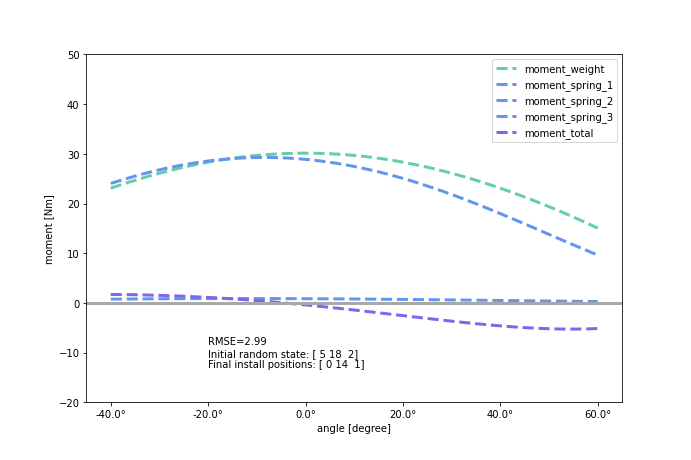 50
40
30
20
10
0
−10
−20
moment [Nm]
moment_weight
moment_spring_1
moment_spring_2
moment_spring_3
moment_total
RMSE=2.99
Initial random state: [ 5 18  2]
Final install positions: [ 0 14  1]
-40.0° -20.0° 0.0° 20.0° 40.0° 60.0°
angle [degree]